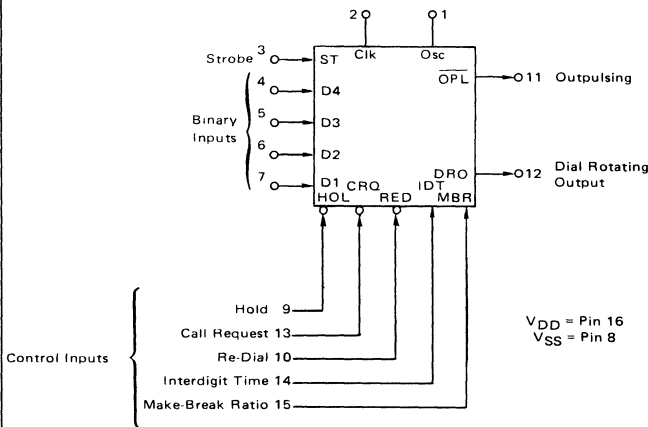 2 1
Strobe 3 ST Clk Osc
OPL 11 Outpulsing
4 D4
Binary Inputs
5 D3
6 D2
7 D1
DRO 12 Dial Rotating Output
HOL CRQ RED IDT MBR
Control Inputs
Hold 9
Call Request 13
Re-Dial 10
Interdigit Time 14
Make-Break Ratio 15
VDD = Pin 16
VSS = Pin 8